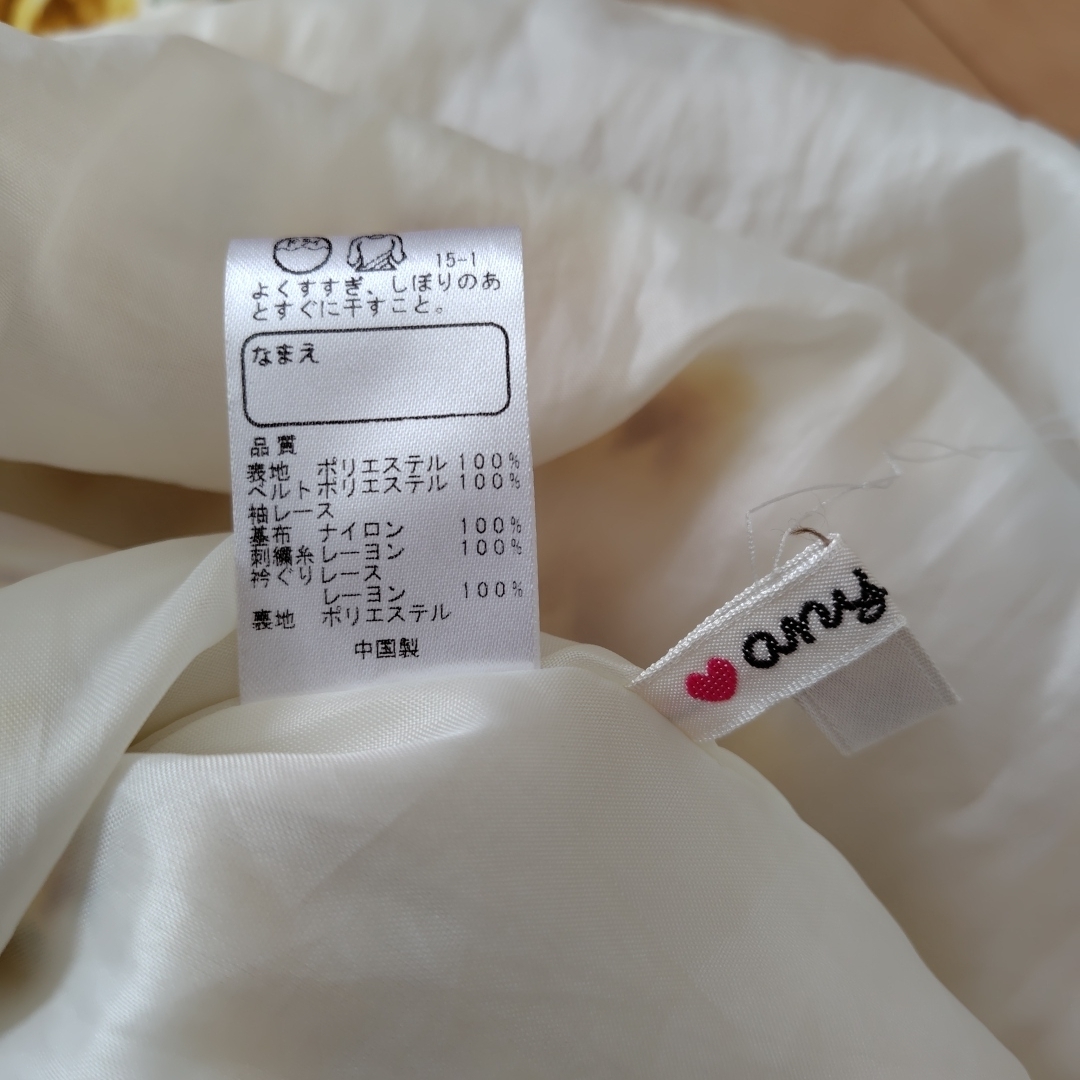 15-1
よくすすぎ、しぼりのあ
とすぐに干すこと。
なまえ
品質
表地 ポリエステル 100%
ベルトポリエステル 100%
袖レース
基布 ナイロン 100%
刺繍糸レーヨン 100%
衿ぐりレース
レーヨン 100%
裏地 ポリエステル
中国製
any